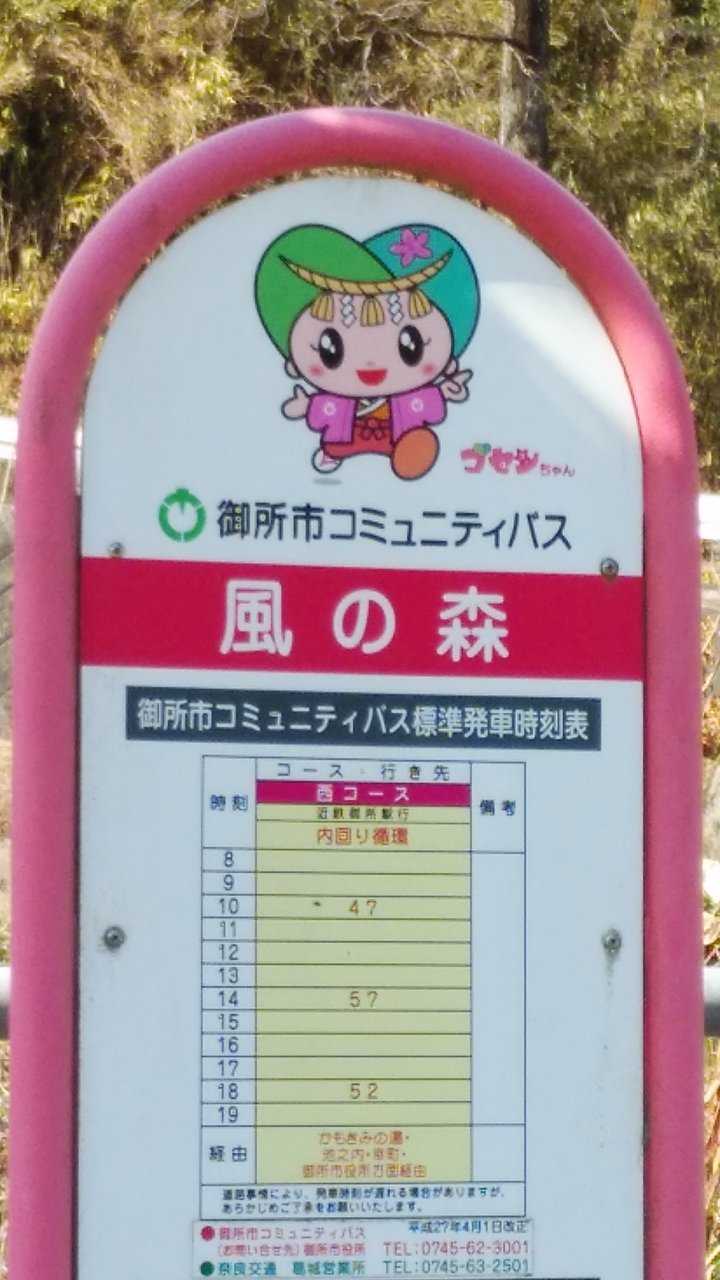 ゴセンちゃん
御所市コミュニティバス
風の森
御所市コミュニティバス標準発車時刻表
時刻
コース・行き先
備考
西コース
近鉄御所駅行
内回り循環
8
9
10 47
11
12
13
14 57
15
16
17
18 52
19
経由
かもきみの湯・
池之内・幸町・
御所市役所方面経由
道路事情により、発車時刻が遅れる場合がありますが、
あらかじめご了承をお願いいたします。
御所市コミュニティバス 平成27年4月1日改正
(お問い合せ先) 御所市役所 TEL:0745-62-3001
奈良交通 葛城営業所 TEL:0745-63-2501